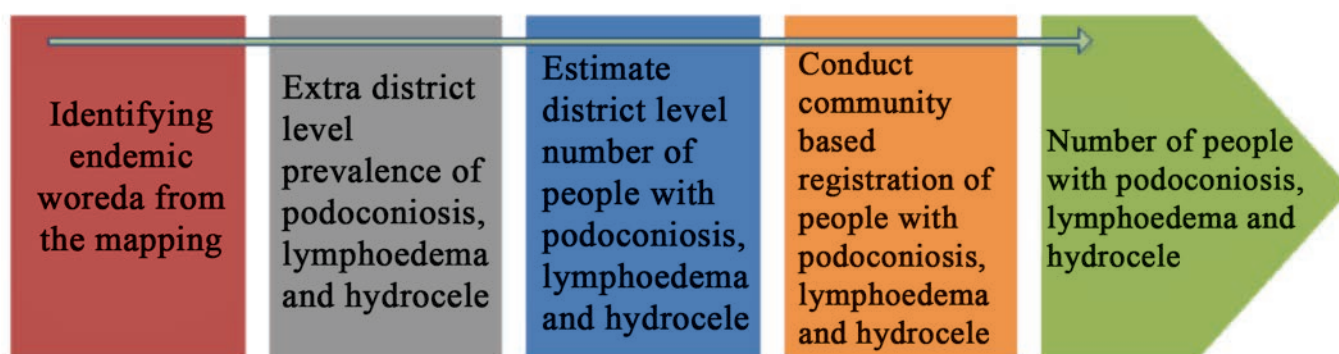 Identifying
endemic
woreda from
the mapping
Extra district
level
prevalence of
podoconiosis,
lymphoedema
and hydrocele
Estimate
district level
number of
people with
podoconiosis,
lymphoedema
and hydrocele
Conduct
community
based
registration of
people with
podoconiosis,
lymphoedema
and hydrocele
Number of people
with podoconiosis,
lymphoedema and
hydrocele